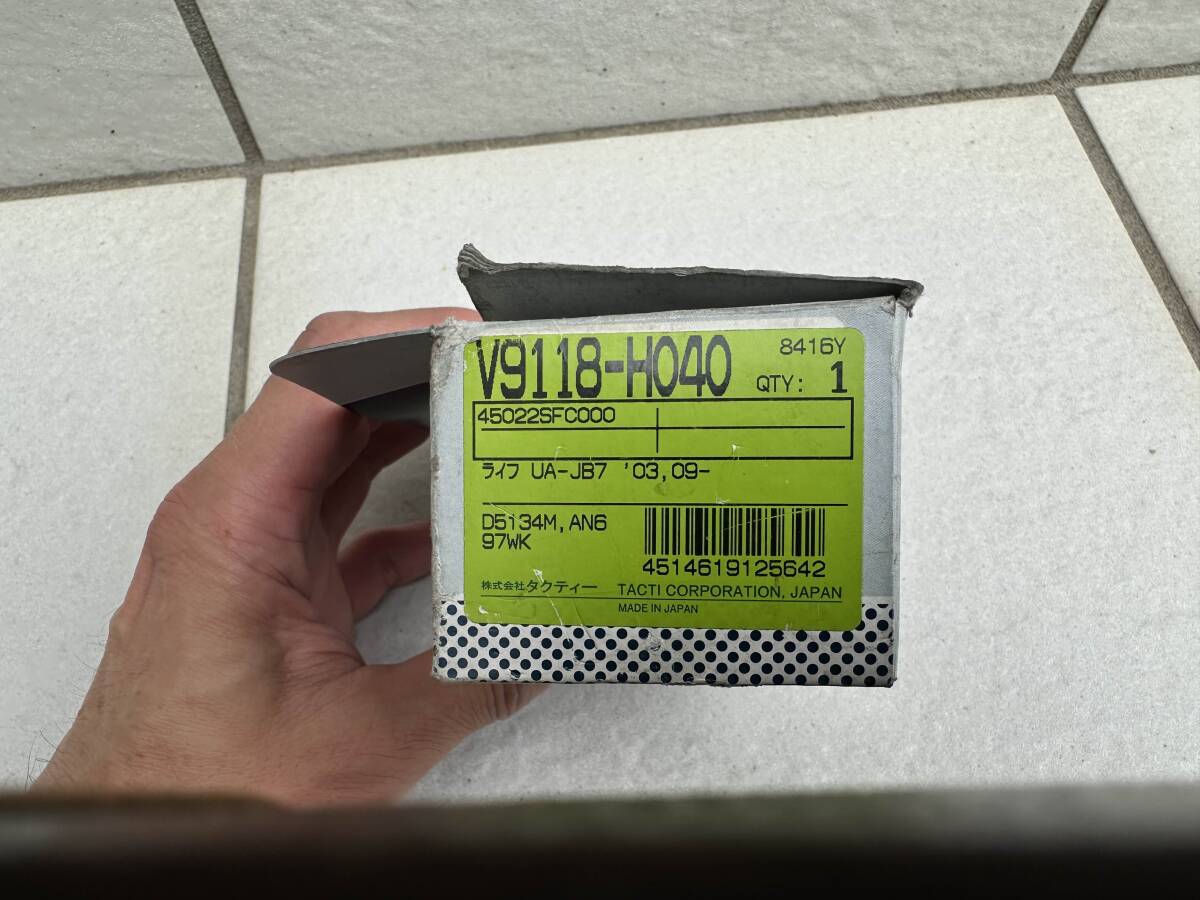 V9118-H040 8416Y
QTY: 1
45022SFC000
ライフ UA-JB7 '03,09-
D5134M,AN6
97WK
4514619125642
株式会社タクティー TACTI CORPORATION, JAPAN
MADE IN JAPAN